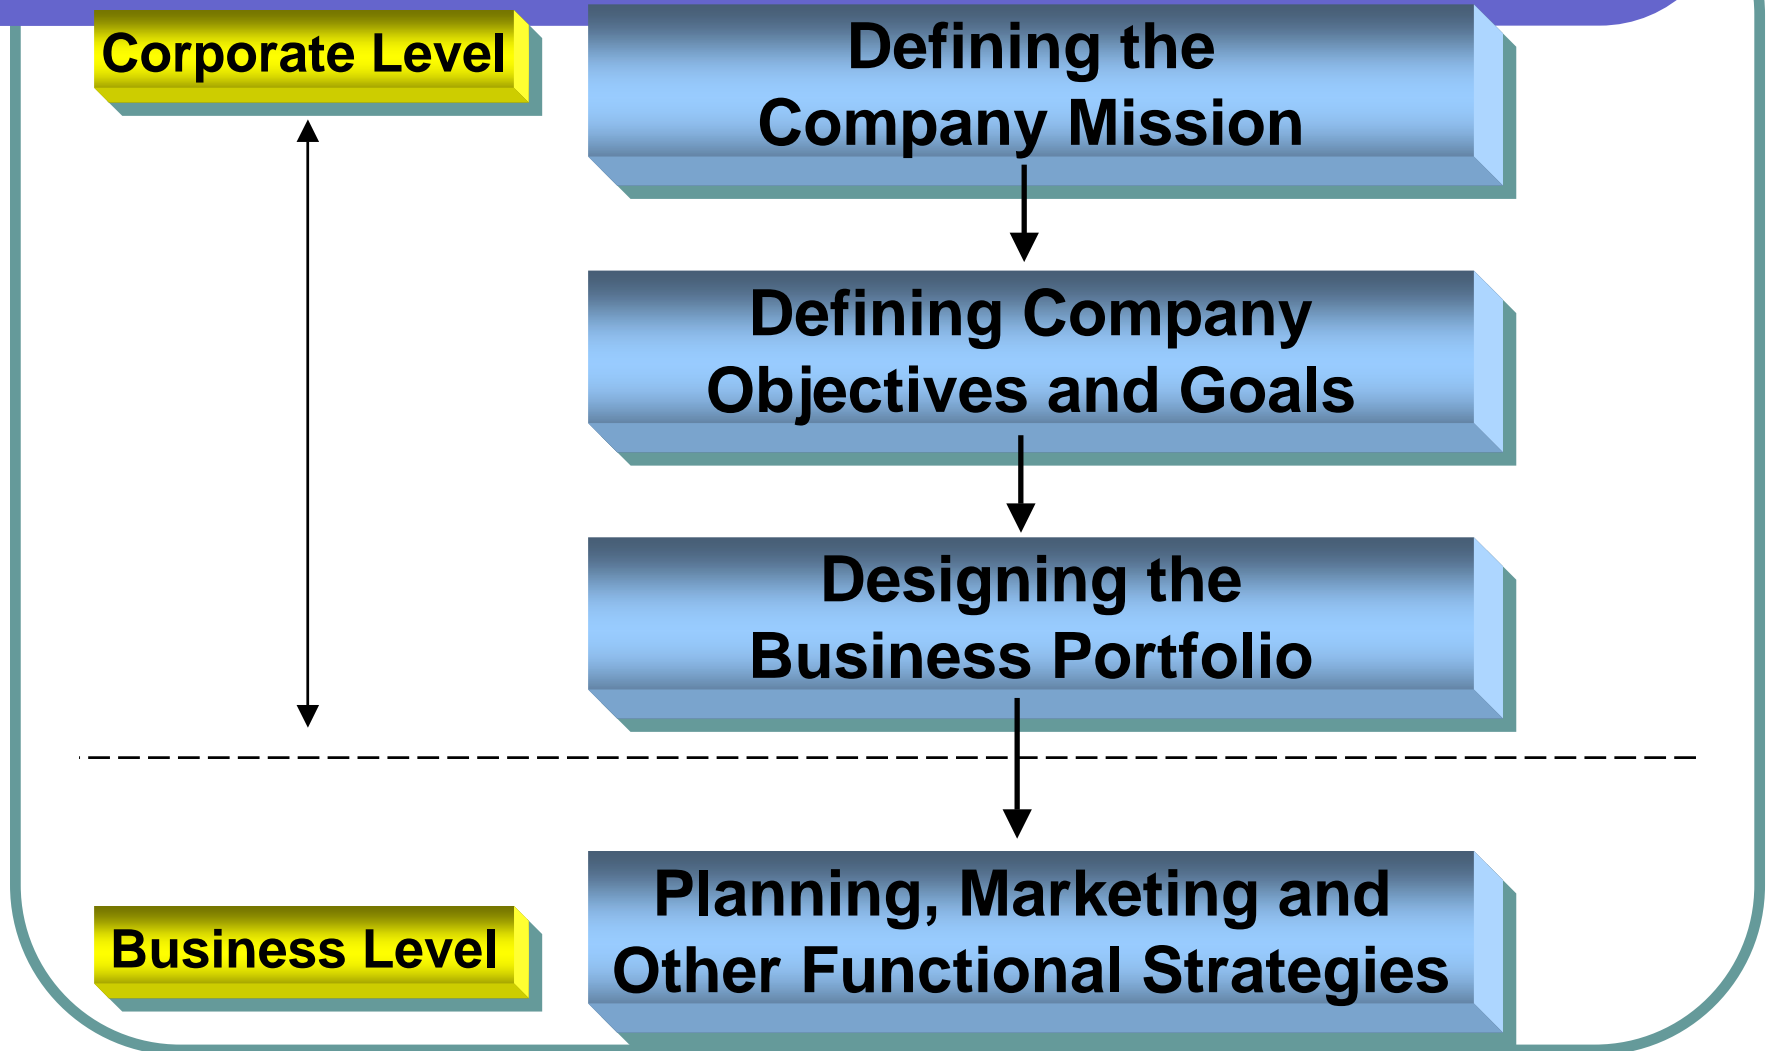 Corporate Level
Defining the
Company Mission
Defining Company
Objectives and Goals
Designing the
Business Portfolio
Business Level
Planning, Marketing and
Other Functional Strategies